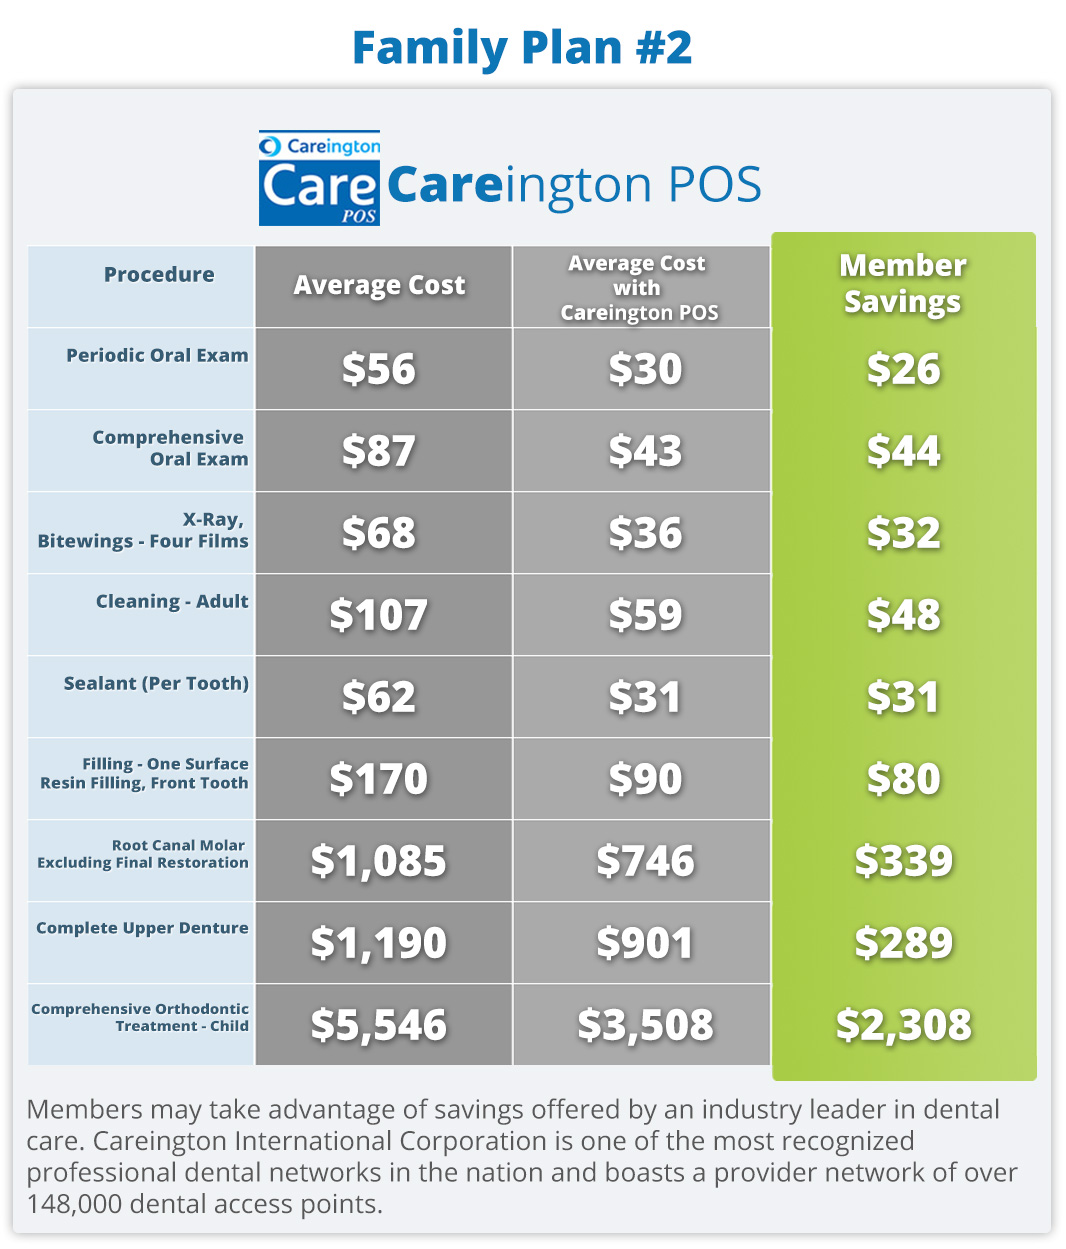 Family Plan #2
Careington
Care
POS
Careington POS
Procedure
Average Cost
Average Cost
with
Careington POS
Member
Savings
Periodic Oral Exam
$56
$30
$26
Comprehensive
Oral Exam
$87
$43
$44
X-Ray,
Bitewings - Four Films
$68
$36
$32
Cleaning - Adult
$107
$59
$48
Sealant (Per Tooth)
$62
$31
$31
Filling - One Surface
Resin Filling, Front Tooth
$170
$90
$80
Root Canal Molar
Excluding Final Restoration
$1,085
$746
$339
Complete Upper Denture
$1,190
$901
$289
Comprehensive Orthodontic
Treatment - Child
$5,546
$3,508
$2,308
Members may take advantage of savings offered by an industry leader in dental
care. Careington International Corporation is one of the most recognized
professional dental networks in the nation and boasts a provider network of over
148,000 dental access points.